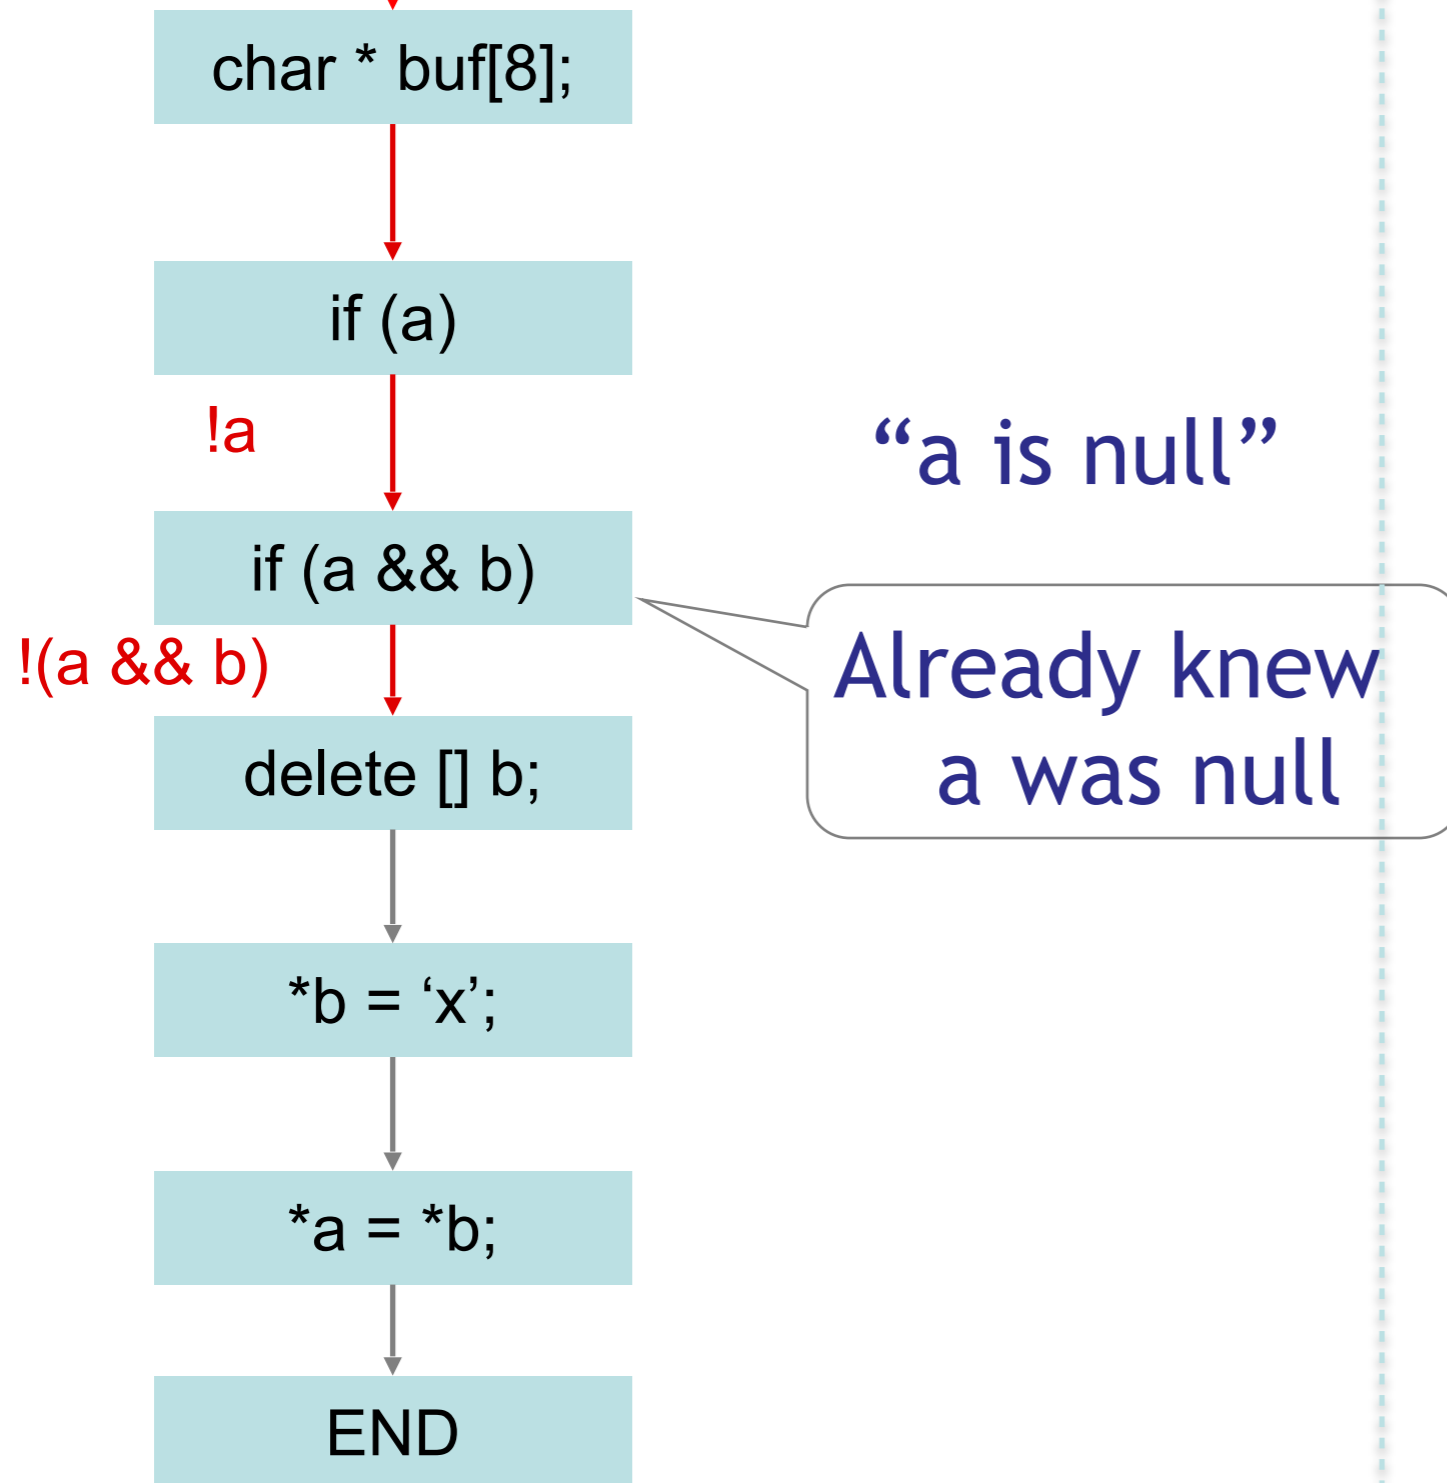 char * buf[8];
if (a)
!a
“a is null”
if (a && b)
!(a && b)
Already knew
a was null
delete [] b;
*b = ‘x’;
*a = *b;
END